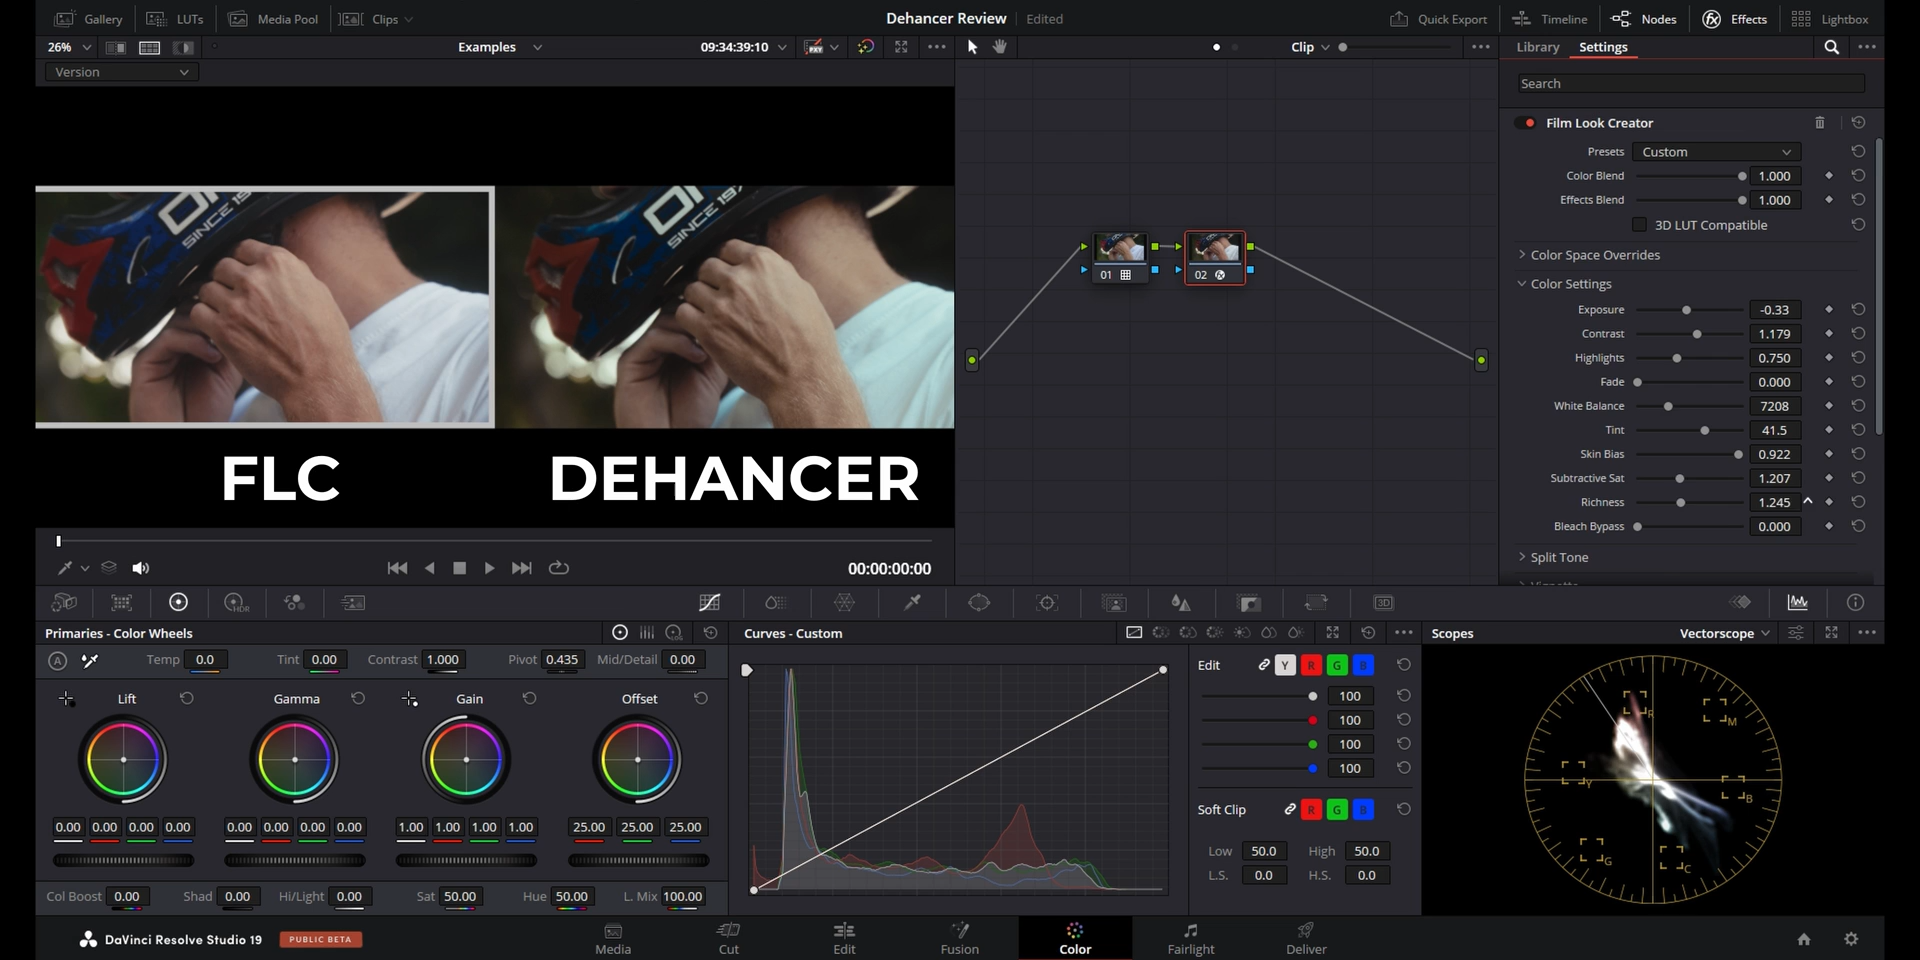 Gallery
LUTs
Media Pool
Clips
Dehancer Review
Edited
Quick Export
Timeline
Nodes
Effects
Lightbox
26%
Examples
09:34:39:10
Clip
Library
Settings
Version
Search
Film Look Creator
Presets Custom
Color Blend 1.000
Effects Blend 1.000
3D LUT Compatible
Color Space Overrides
Color Settings
Exposure -0.33
Contrast 1.179
Highlights 0.750
Fade 0.000
White Balance 7208
Tint 41.5
Skin Bias 0.922
Subtractive Sat 1.207
Richness 1.245
Bleach Bypass 0.000
Split Tone
Vignette
SINCE 19
SINCE 197
01
02
FLC
DEHANCER
00:00:00:00
HDR
3D
Primaries - Color Wheels
Curves - Custom
Scopes
Vectorscope
A
Temp 0.0
Tint 0.00
Contrast 1.000
Pivot 0.435
Mid/Detail 0.00
Lift
Gamma
Gain
Offset
0.00 0.00 0.00 0.00
0.00 0.00 0.00 0.00
1.00 1.00 1.00 1.00
25.00 25.00 25.00
Col Boost 0.00
Shad 0.00
Hi/Light 0.00
Sat 50.00
Hue 50.00
L. Mix 100.00
Edit Y R G B
100
100
100
100
Soft Clip R G B
Low 50.0 High 50.0
L.S. 0.0 H.S. 0.0
R
M
Y
B
G
C
DaVinci Resolve Studio 19
PUBLIC BETA
Media
Cut
Edit
Fusion
Color
Fairlight
Deliver